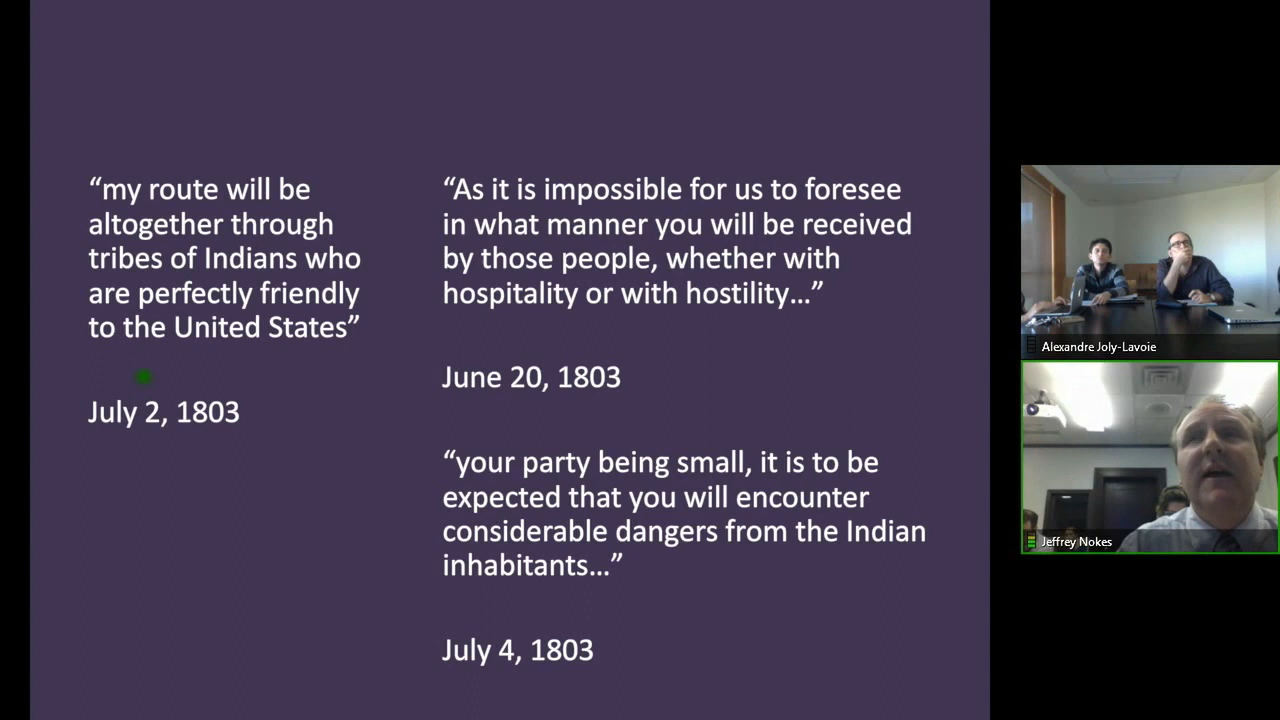 “my route will be
altogether through
tribes of Indians who
are perfectly friendly
to the United States”
July 2, 1803
“As it is impossible for us to foresee
in what manner you will be received
by those people, whether with
hospitality or with hostility…”
June 20, 1803
“your party being small, it is to be
expected that you will encounter
considerable dangers from the Indian
inhabitants…”
July 4, 1803
Alexandre Joly-Lavoie
Jeffrey Nokes